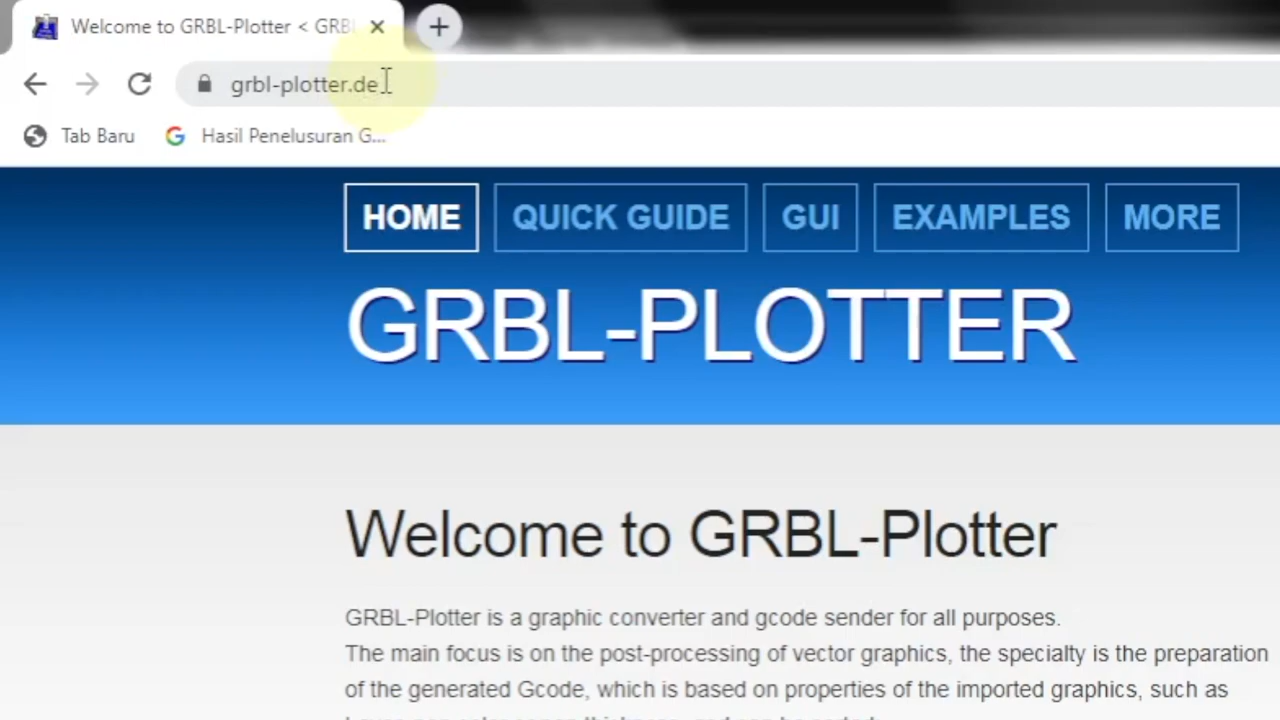 Welcome to GRBL-Plotter < GRBL
grbl-plotter.de
Tab Baru
Hasil Penelusuran G...
HOME
QUICK GUIDE
GUI
EXAMPLES
MORE
GRBL-PLOTTER
Welcome to GRBL-Plotter
GRBL-Plotter is a graphic converter and gcode sender for all purposes.
The main focus is on the post-processing of vector graphics, the specialty is the preparation
of the generated Gcode, which is based on properties of the imported graphics, such as